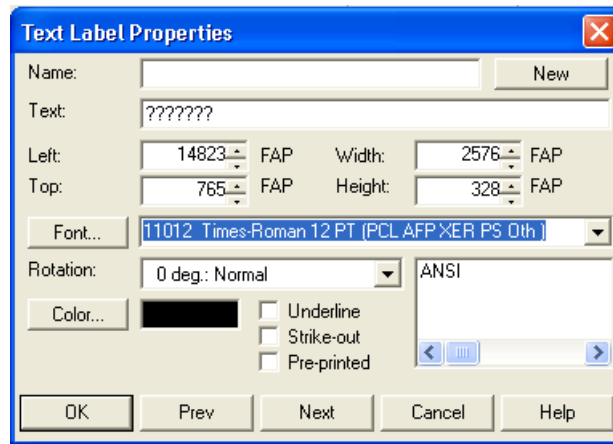 Text Label Properties
Name: New
Text: ???????
Left: 14823 FAP Width: 2576 FAP
Top: 765 FAP Height: 328 FAP
Font... 11012 Times-Roman 12 PT (PCL AFP XER PS Oth )
Rotation: 0 deg.: Normal ANSI
Color... Underline
Strike-out
Pre-printed
OK Prev Next Cancel Help